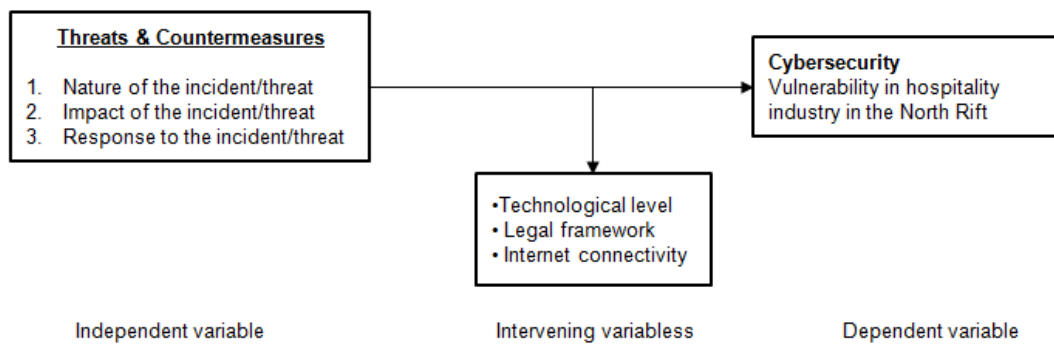 Threats & Countermeasures
1. Nature of the incident/threat
2. Impact of the incident/threat
3. Response to the incident/threat
Cybersecurity
Vulnerability in hospitality
industry in the North Rift
•Technological level
• Legal framework
• Internet connectivity
Independent variable
Intervening variabless
Dependent variable